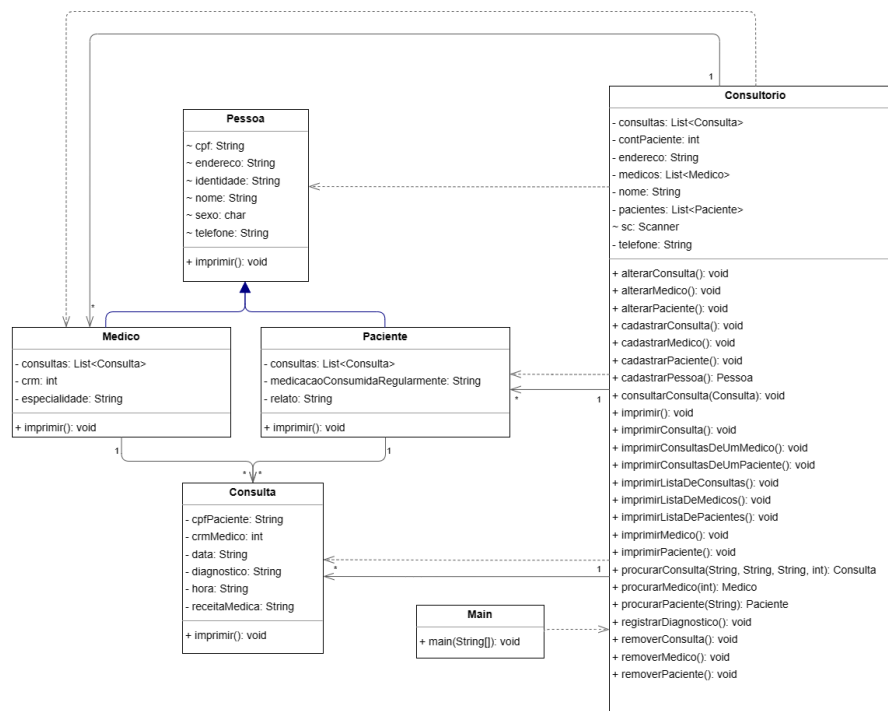 Pessoa
~ cpf: String
~ endereco: String
~ identidade: String
~ nome: String
~ sexo: char
~ telefone: String
+ imprimir(): void
Medico
- consultas: List<Consulta>
- crm: int
- especialidade: String
+ imprimir(): void
Paciente
- consultas: List<Consulta>
- medicacaoConsumidaRegularmente: String
- relato: String
+ imprimir(): void
Consulta
- cpfPaciente: String
- crmMedico: int
- data: String
- diagnostico: String
- hora: String
- receitaMedica: String
+ imprimir(): void
Main
+ main(String[]): void
Consultorio
- consultas: List<Consulta>
- contPaciente: int
- endereco: String
- medicos: List<Medico>
- nome: String
- pacientes: List<Paciente>
~ sc: Scanner
- telefone: String
+ alterarConsulta(): void
+ alterarMedico(): void
+ alterarPaciente(): void
+ cadastrarConsulta(): void
+ cadastrarMedico(): void
+ cadastrarPaciente(): void
+ cadastrarPessoa(): Pessoa
+ consultarConsulta(Consulta): void
+ imprimir(): void
+ imprimirConsulta(): void
+ imprimirConsultasDeUmMedico(): void
+ imprimirConsultasDeUmPaciente(): void
+ imprimirListaDeConsultas(): void
+ imprimirListaDeMedicos(): void
+ imprimirListaDePacientes(): void
+ imprimirMedico(): void
+ imprimirPaciente(): void
+ procurarConsulta(String, String, String, int): Consulta
+ procurarMedico(int): Medico
+ procurarPaciente(String): Paciente
+ registrarDiagnostico(): void
+ removerConsulta(): void
+ removerMedico(): void
+ removerPaciente(): void
1
*
*
1
1
1
*
*
*
1